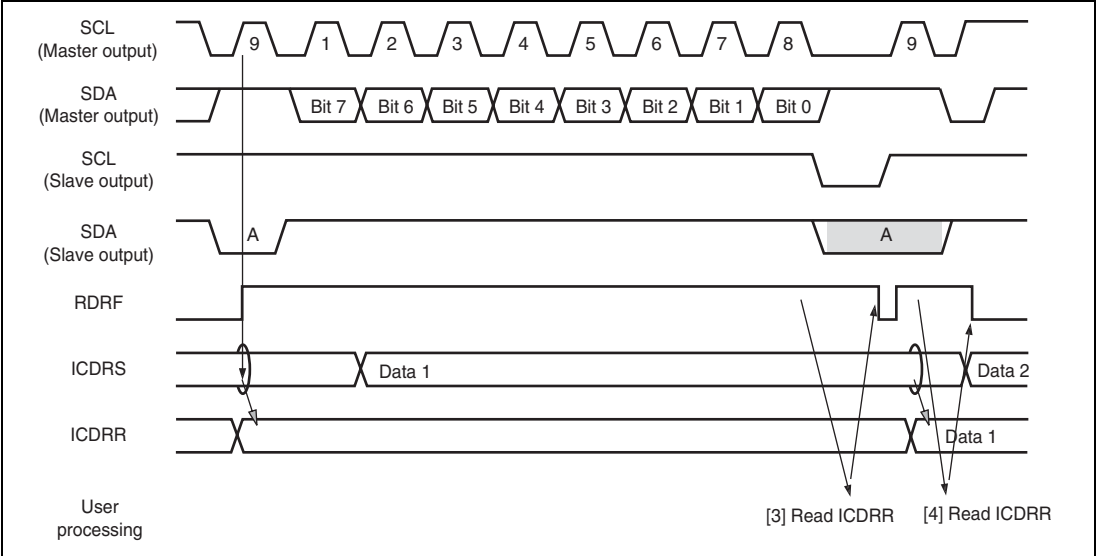 SCL
(Master output)
9 1 2 3 4 5 6 7 8 9
SDA
(Master output)
Bit 7 Bit 6 Bit 5 Bit 4 Bit 3 Bit 2 Bit 1 Bit 0
SCL
(Slave output)
SDA
(Slave output)
A A
RDRF
ICDRS
Data 1 Data 2
ICDRR
Data 1
User
processing
[3] Read ICDRR [4] Read ICDRR